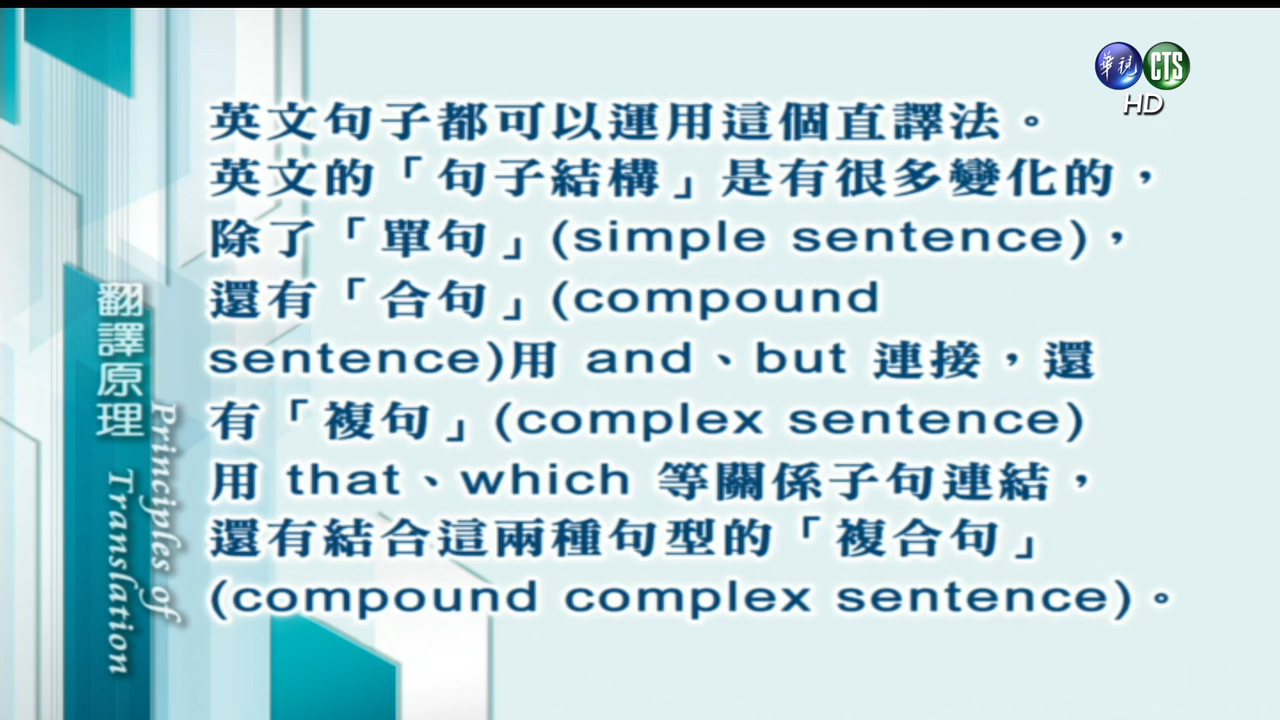 華視 CTS
HD
英文句子都可以運用這個直譯法。
英文的「句子結構」是有很多變化的，
除了「單句」(simple sentence)，
還有「合句」(compound
sentence)用 and、but 連接，還
有「複句」(complex sentence)
用 that、which 等關係子句連結，
還有結合這兩種句型的「複合句」
(compound complex sentence)。
翻譯原理
Principles of
Translation